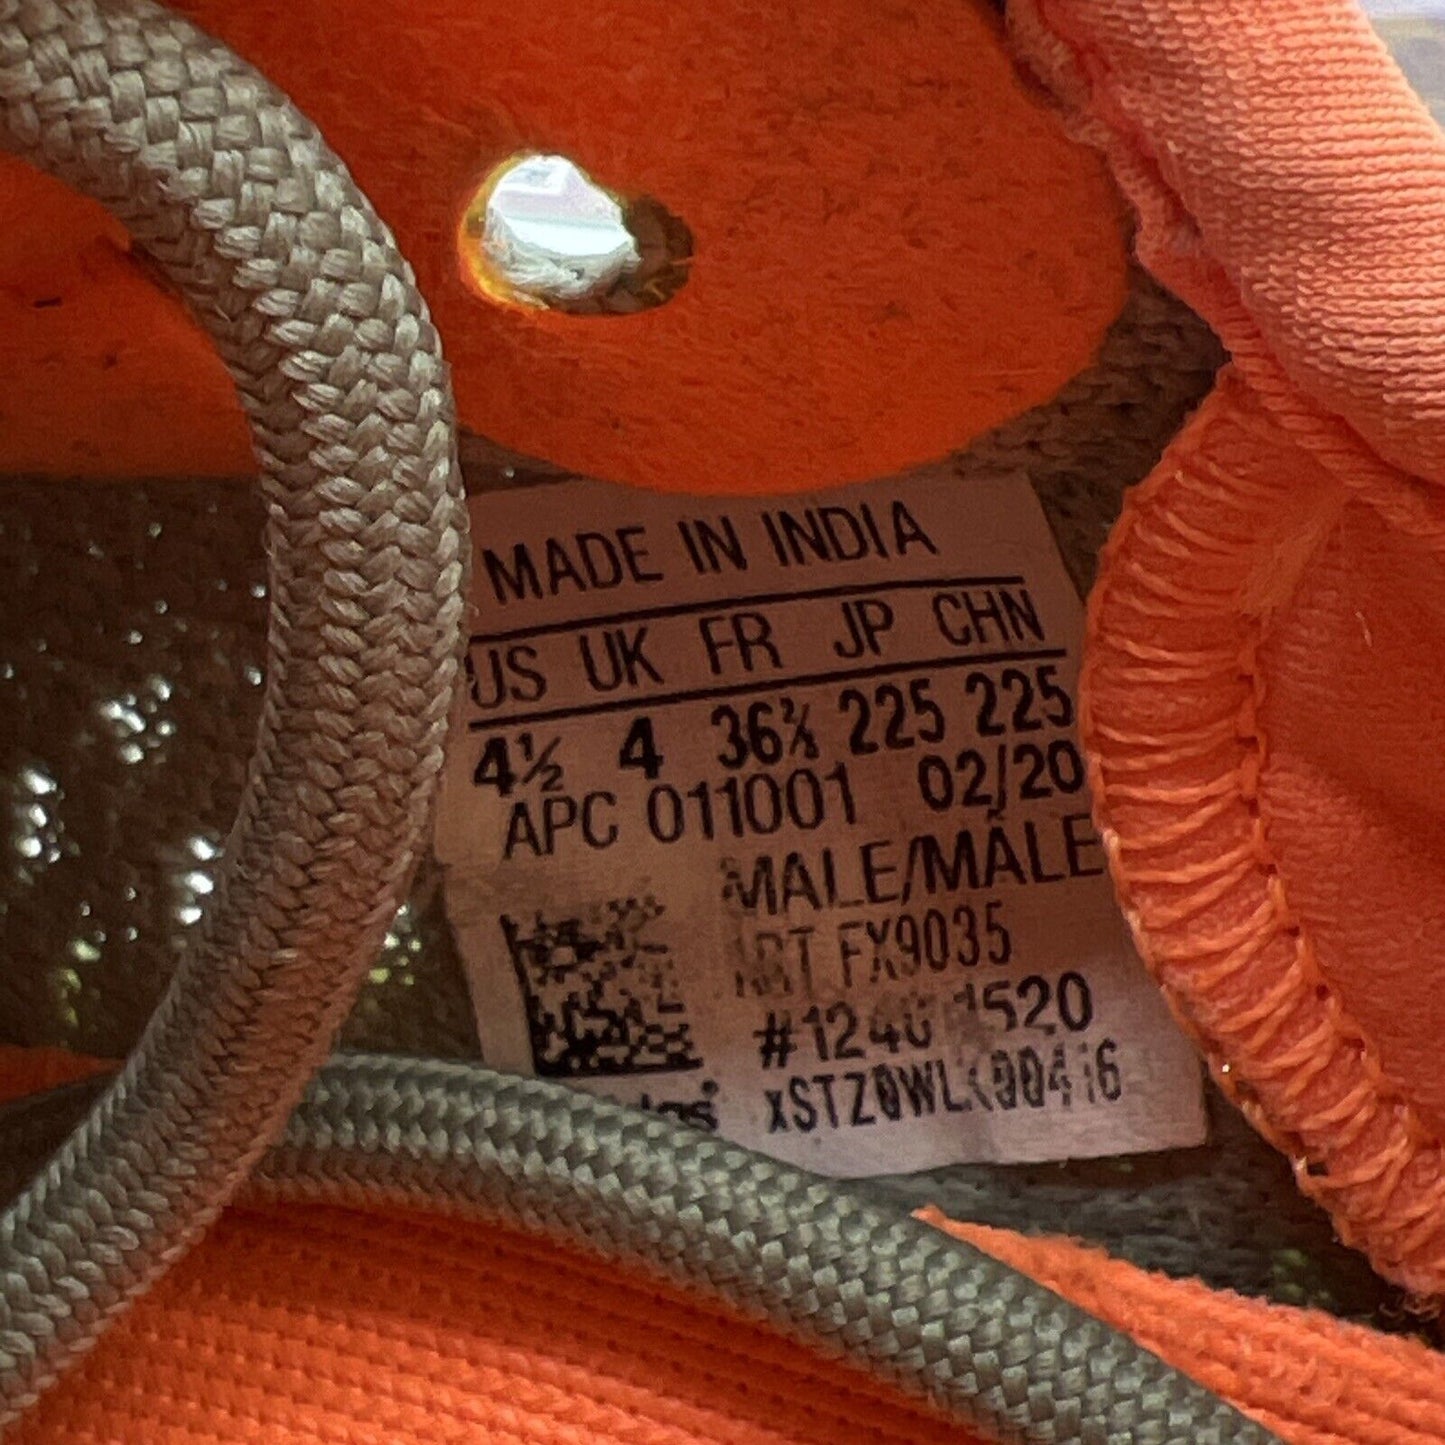 MADE IN INDIA
US UK FR JP CHN
4½ 4 36⅔ 225 225
APC 011001 02/20
MALE/MÂLE
ART FX9035